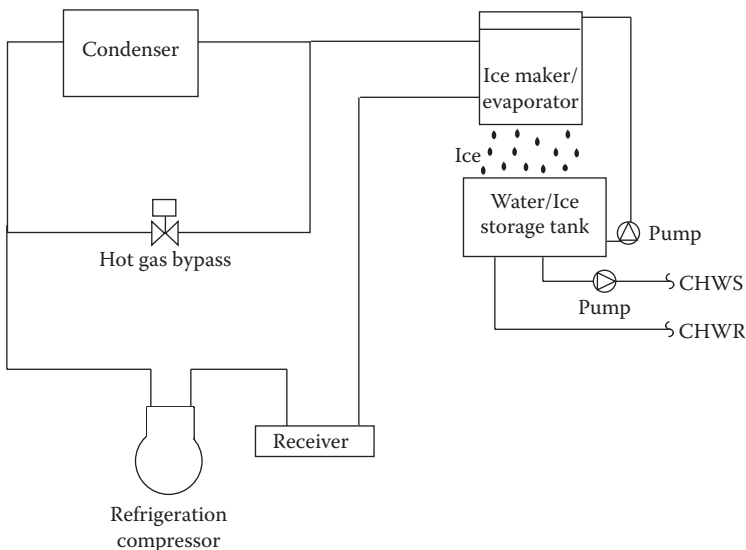 Condenser
Ice maker/
evaporator
Ice
Water/Ice
storage tank
Pump
Hot gas bypass
CHWS
Pump
CHWR
Receiver
Refrigeration
compressor